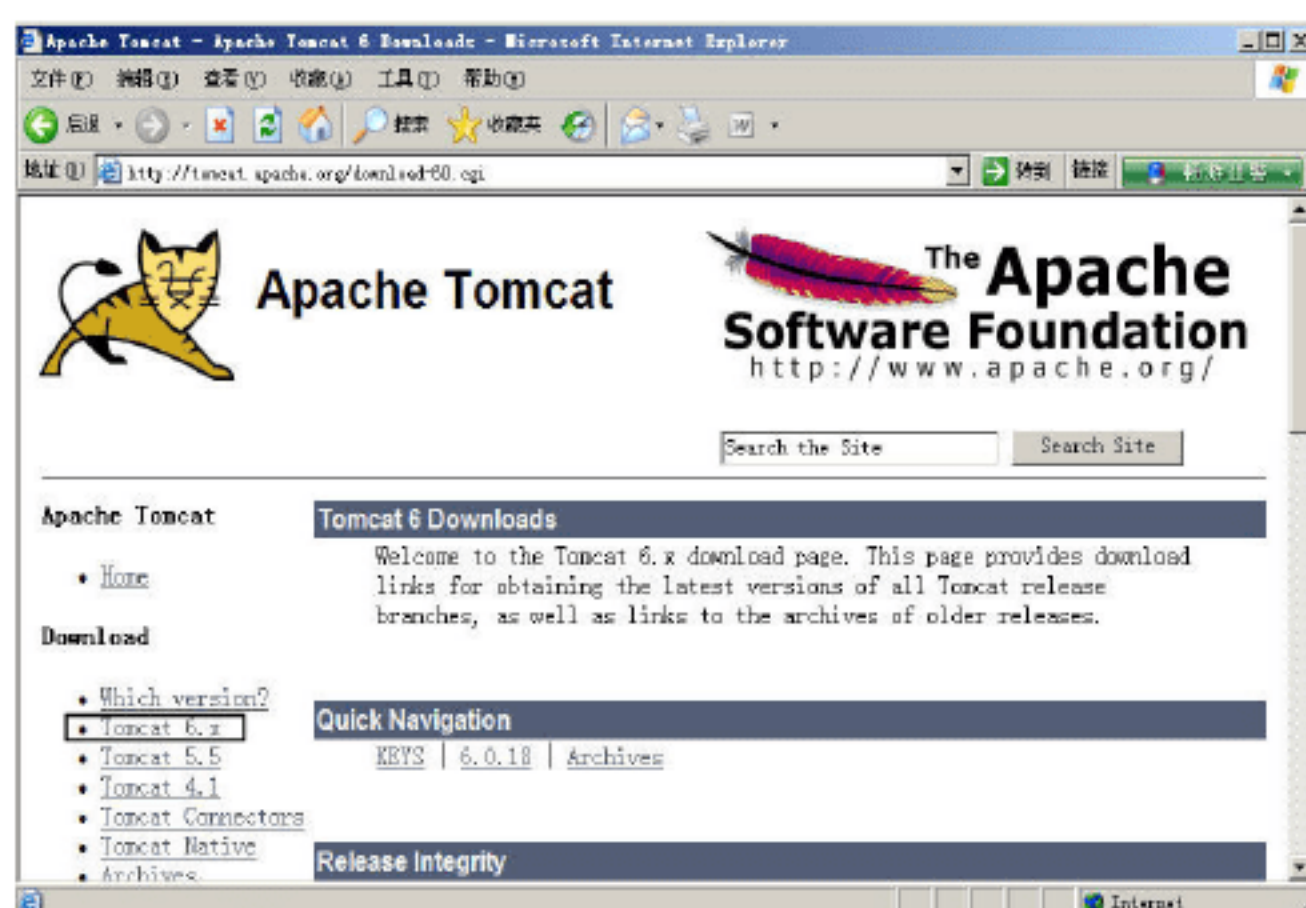 Apache Tomcat - Apache Tomcat 6 Downloads - Microsoft Internet Explorer
文件(F) 编辑(E) 查看(V) 收藏(A) 工具(T) 帮助(H)
后退 搜索 收藏夹
地址(D) http://tomcat.apache.org/download-60.cgi 转到 链接
Apache Tomcat
The Apache
Software Foundation
http://www.apache.org/
Search the Site Search Site
Apache Tomcat
Home
Download
Which version?
Tomcat 6.x
Tomcat 5.5
Tomcat 4.1
Tomcat Connectors
Tomcat Native
Archives
Tomcat 6 Downloads
Welcome to the Tomcat 6.x download page. This page provides download
links for obtaining the latest versions of all Tomcat release
branches, as well as links to the archives of older releases.
Quick Navigation
KEYS | 6.0.18 | Archives
Release Integrity
Internet